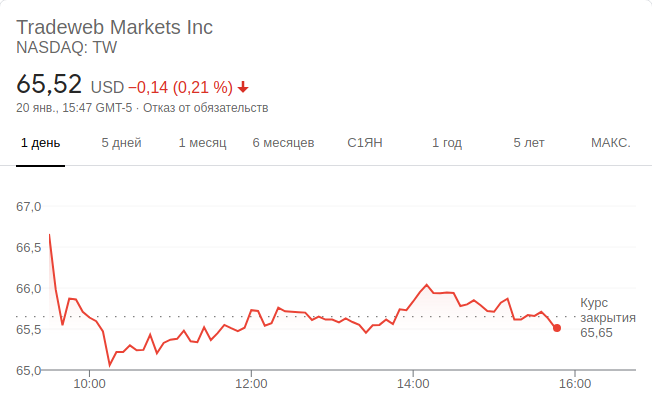 Tradeweb Markets Inc
NASDAQ: TW
65,52 USD −0,14 (0,21 %)
20 янв., 15:47 GMT-5 · Отказ от обязательств
1 день 5 дней 1 месяц 6 месяцев С1ЯН 1 год 5 лет МАКС.
67,0
66,5
66,0
65,5
65,0
Курс
закрытия
65,65
10:00 12:00 14:00 16:00